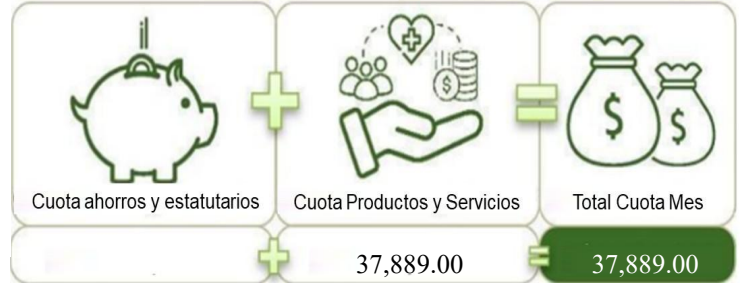 Cuota ahorros y estatutarios
Cuota Productos y Servicios
Total Cuota Mes
37,889.00
37,889.00